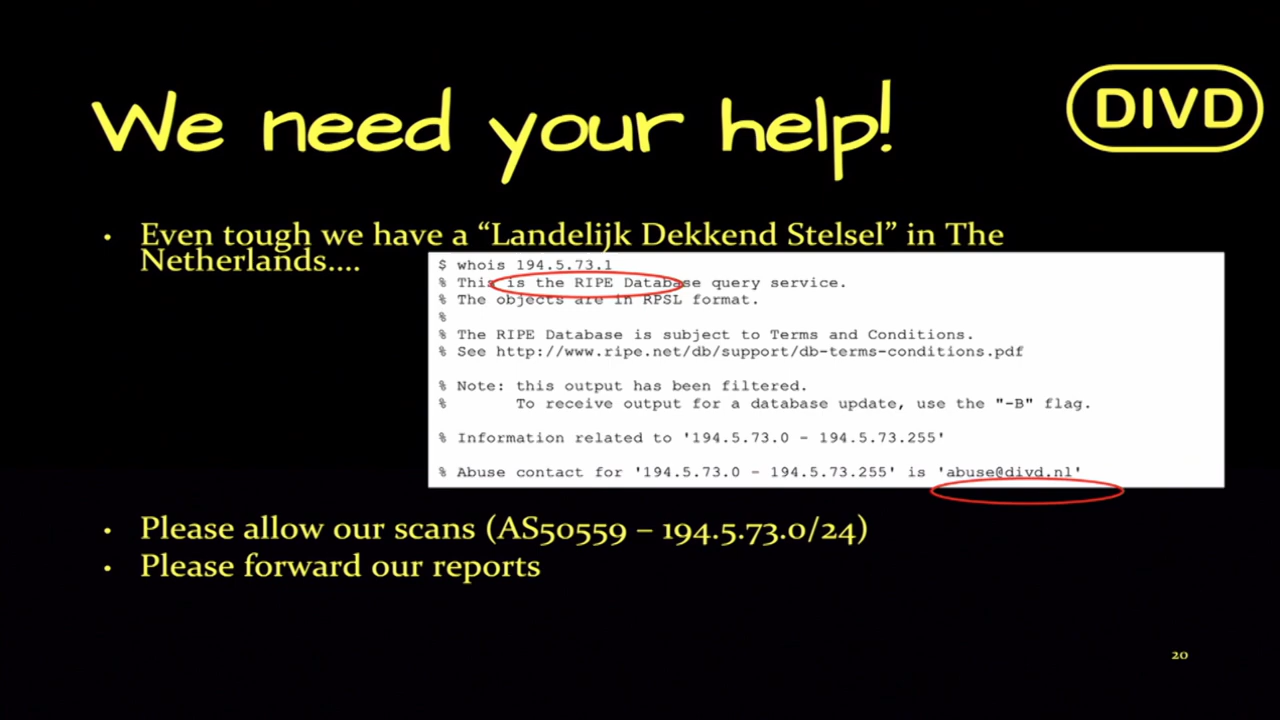 We need your help!
DIVD
• Even tough we have a “Landelijk Dekkend Stelsel” in The
Netherlands....
$ whois 194.5.73.1
% This is the RIPE Database query service.
% The objects are in RPSL format.
%
% The RIPE Database is subject to Terms and Conditions.
% See http://www.ripe.net/db/support/db-terms-conditions.pdf
% Note: this output has been filtered.
% To receive output for a database update, use the "-B" flag.
% Information related to '194.5.73.0 - 194.5.73.255'
% Abuse contact for '194.5.73.0 - 194.5.73.255' is 'abuse@divd.nl'
• Please allow our scans (AS50559 – 194.5.73.0/24)
• Please forward our reports
20